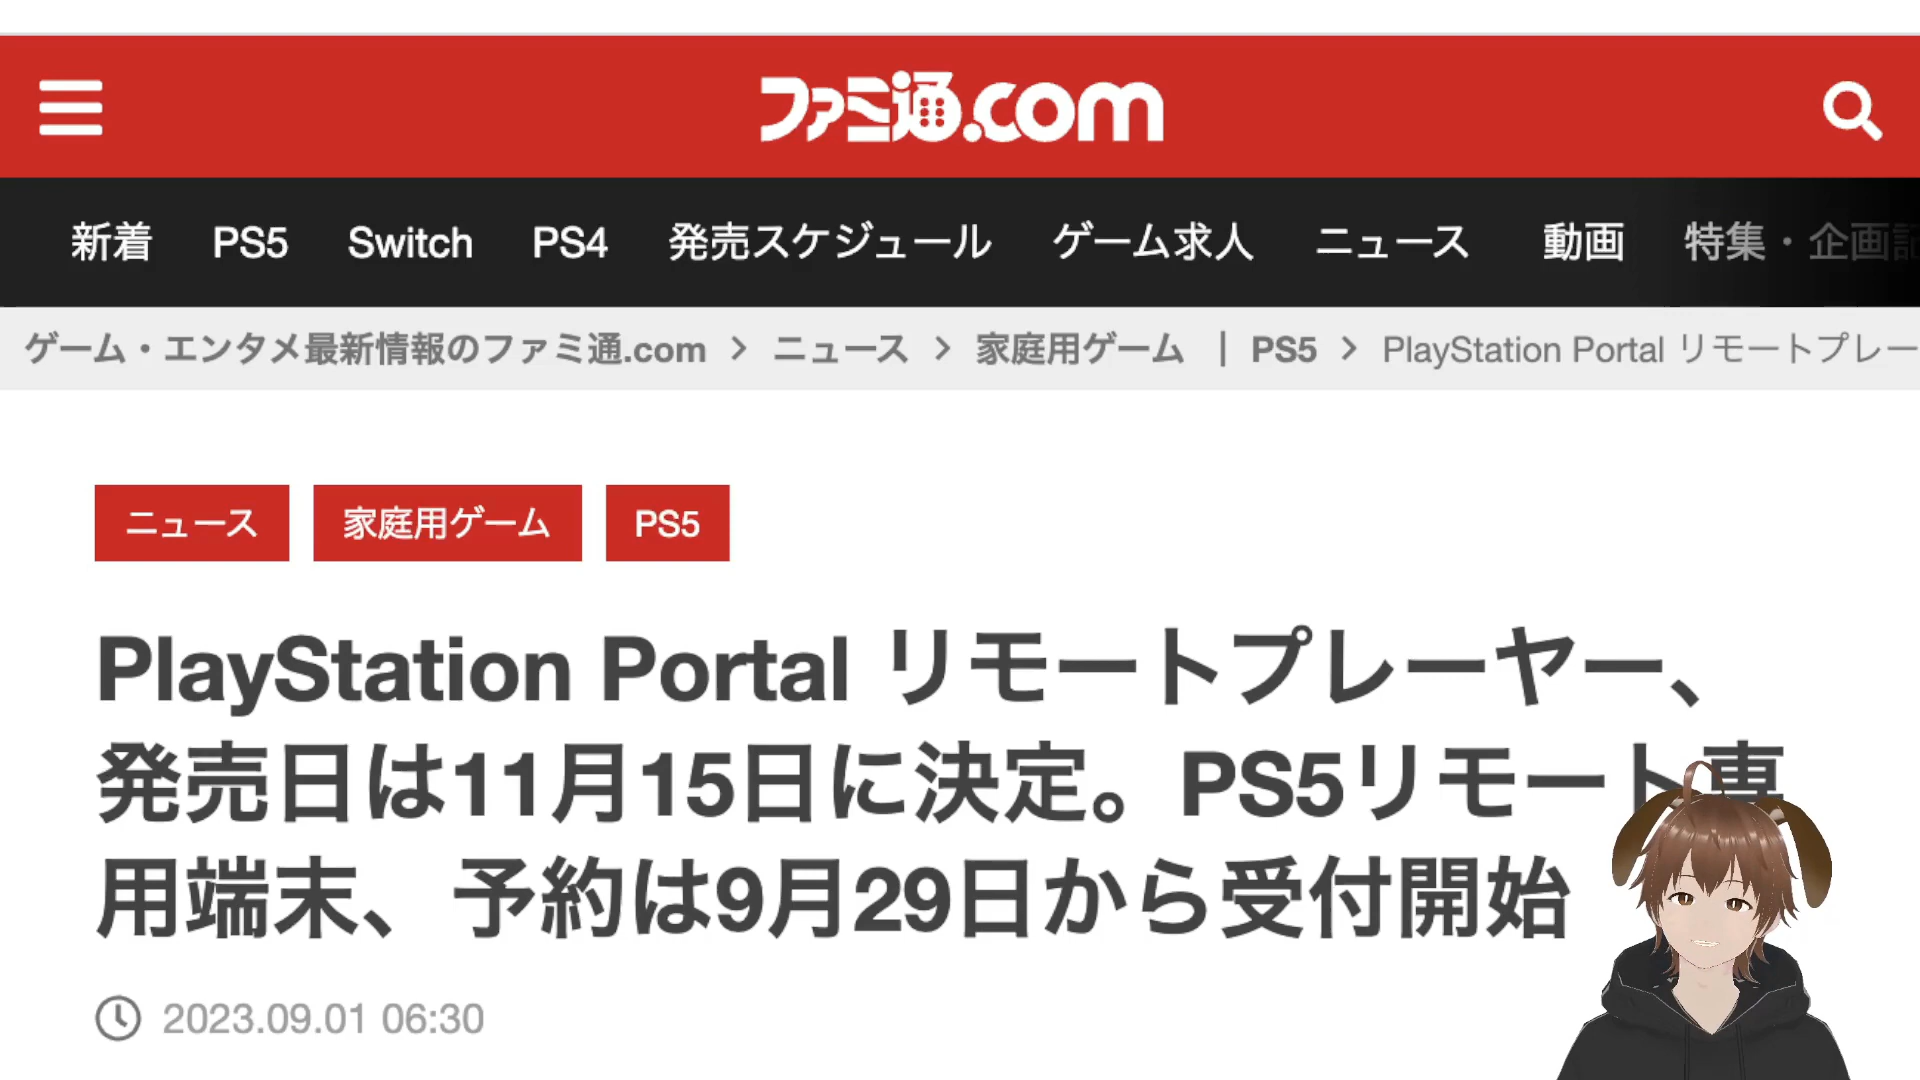 ファミ通.com
新着 PS5 Switch PS4 発売スケジュール ゲーム求人 ニュース 動画 特集・企画記
ゲーム・エンタメ最新情報のファミ通.com > ニュース > 家庭用ゲーム | PS5 > PlayStation Portal リモートプレー
ニュース 家庭用ゲーム PS5
PlayStation Portal リモートプレーヤー、
発売日は11月15日に決定。PS5リモート専
用端末、予約は9月29日から受付開始
2023.09.01 06:30